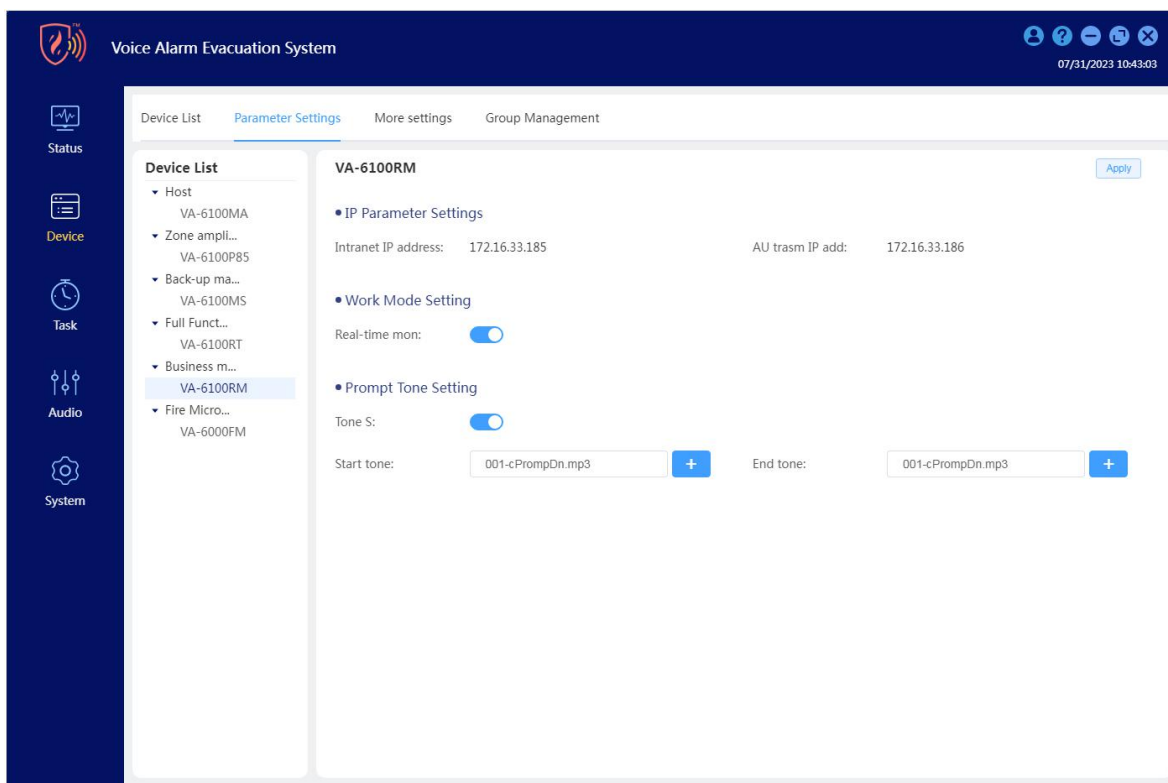 TM
Voice Alarm Evacuation System
07/31/2023 10:43:03
Status
Device
Task
Audio
System
Device List Parameter Settings More settings Group Management
Device List
Host
VA-6100MA
Zone ampli...
VA-6100P85
Back-up ma...
VA-6100MS
Full Funct...
VA-6100RT
Business m...
VA-6100RM
Fire Micro...
VA-6000FM
VA-6100RM Apply
IP Parameter Settings
Intranet IP address: 172.16.33.185 AU trasm IP add: 172.16.33.186
Work Mode Setting
Real-time mon:
Prompt Tone Setting
Tone S:
Start tone: 001-cPrompDn.mp3 + End tone: 001-cPrompDn.mp3 +